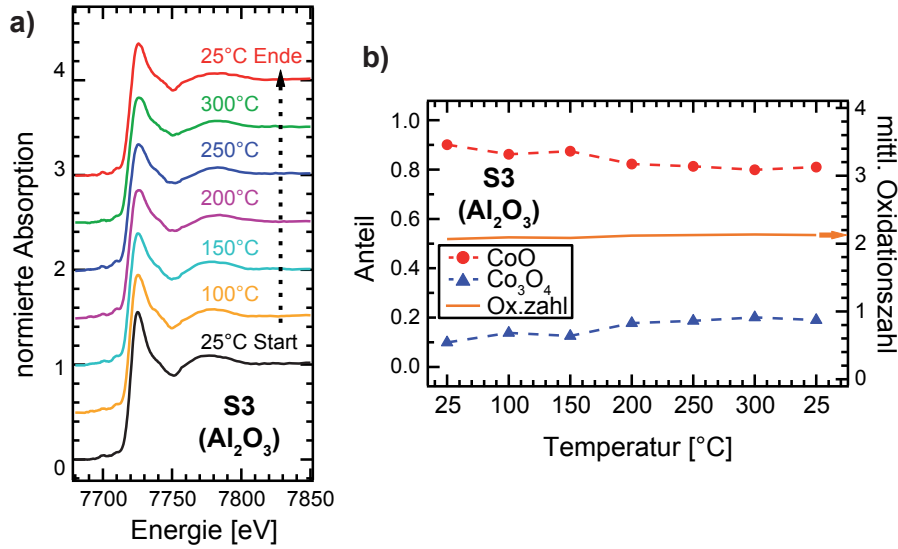 a)
normierte Absorption
4
3
2
1
0
25°C Ende
300°C
250°C
200°C
150°C
100°C
25°C Start
S3
(Al₂O₃)
7700
7750
7800
7850
Energie [eV]
b)
Anteil
1.0
0.8
0.6
0.4
0.2
0.0
S3
(Al₂O₃)
CoO
Co₃O₄
Ox.zahl
4
3
2
1
0
mittl. Oxidationszahl
25
100
150
200
250
300
25
Temperatur [°C]